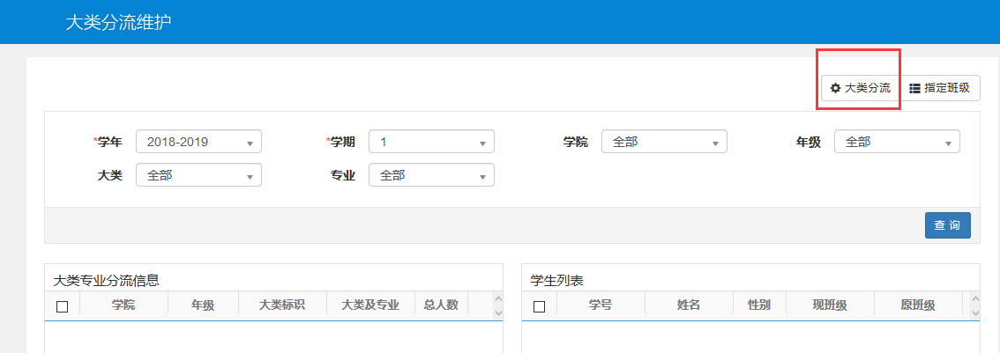 大类分流维护
大类分流 指定班级
*学年 2018-2019 *学期 1 学院 全部 年级 全部
大类 全部 专业 全部
查 询
大类专业分流信息
学院 年级 大类标识 大类及专业 总人数
学生列表
学号 姓名 性别 现班级 原班级